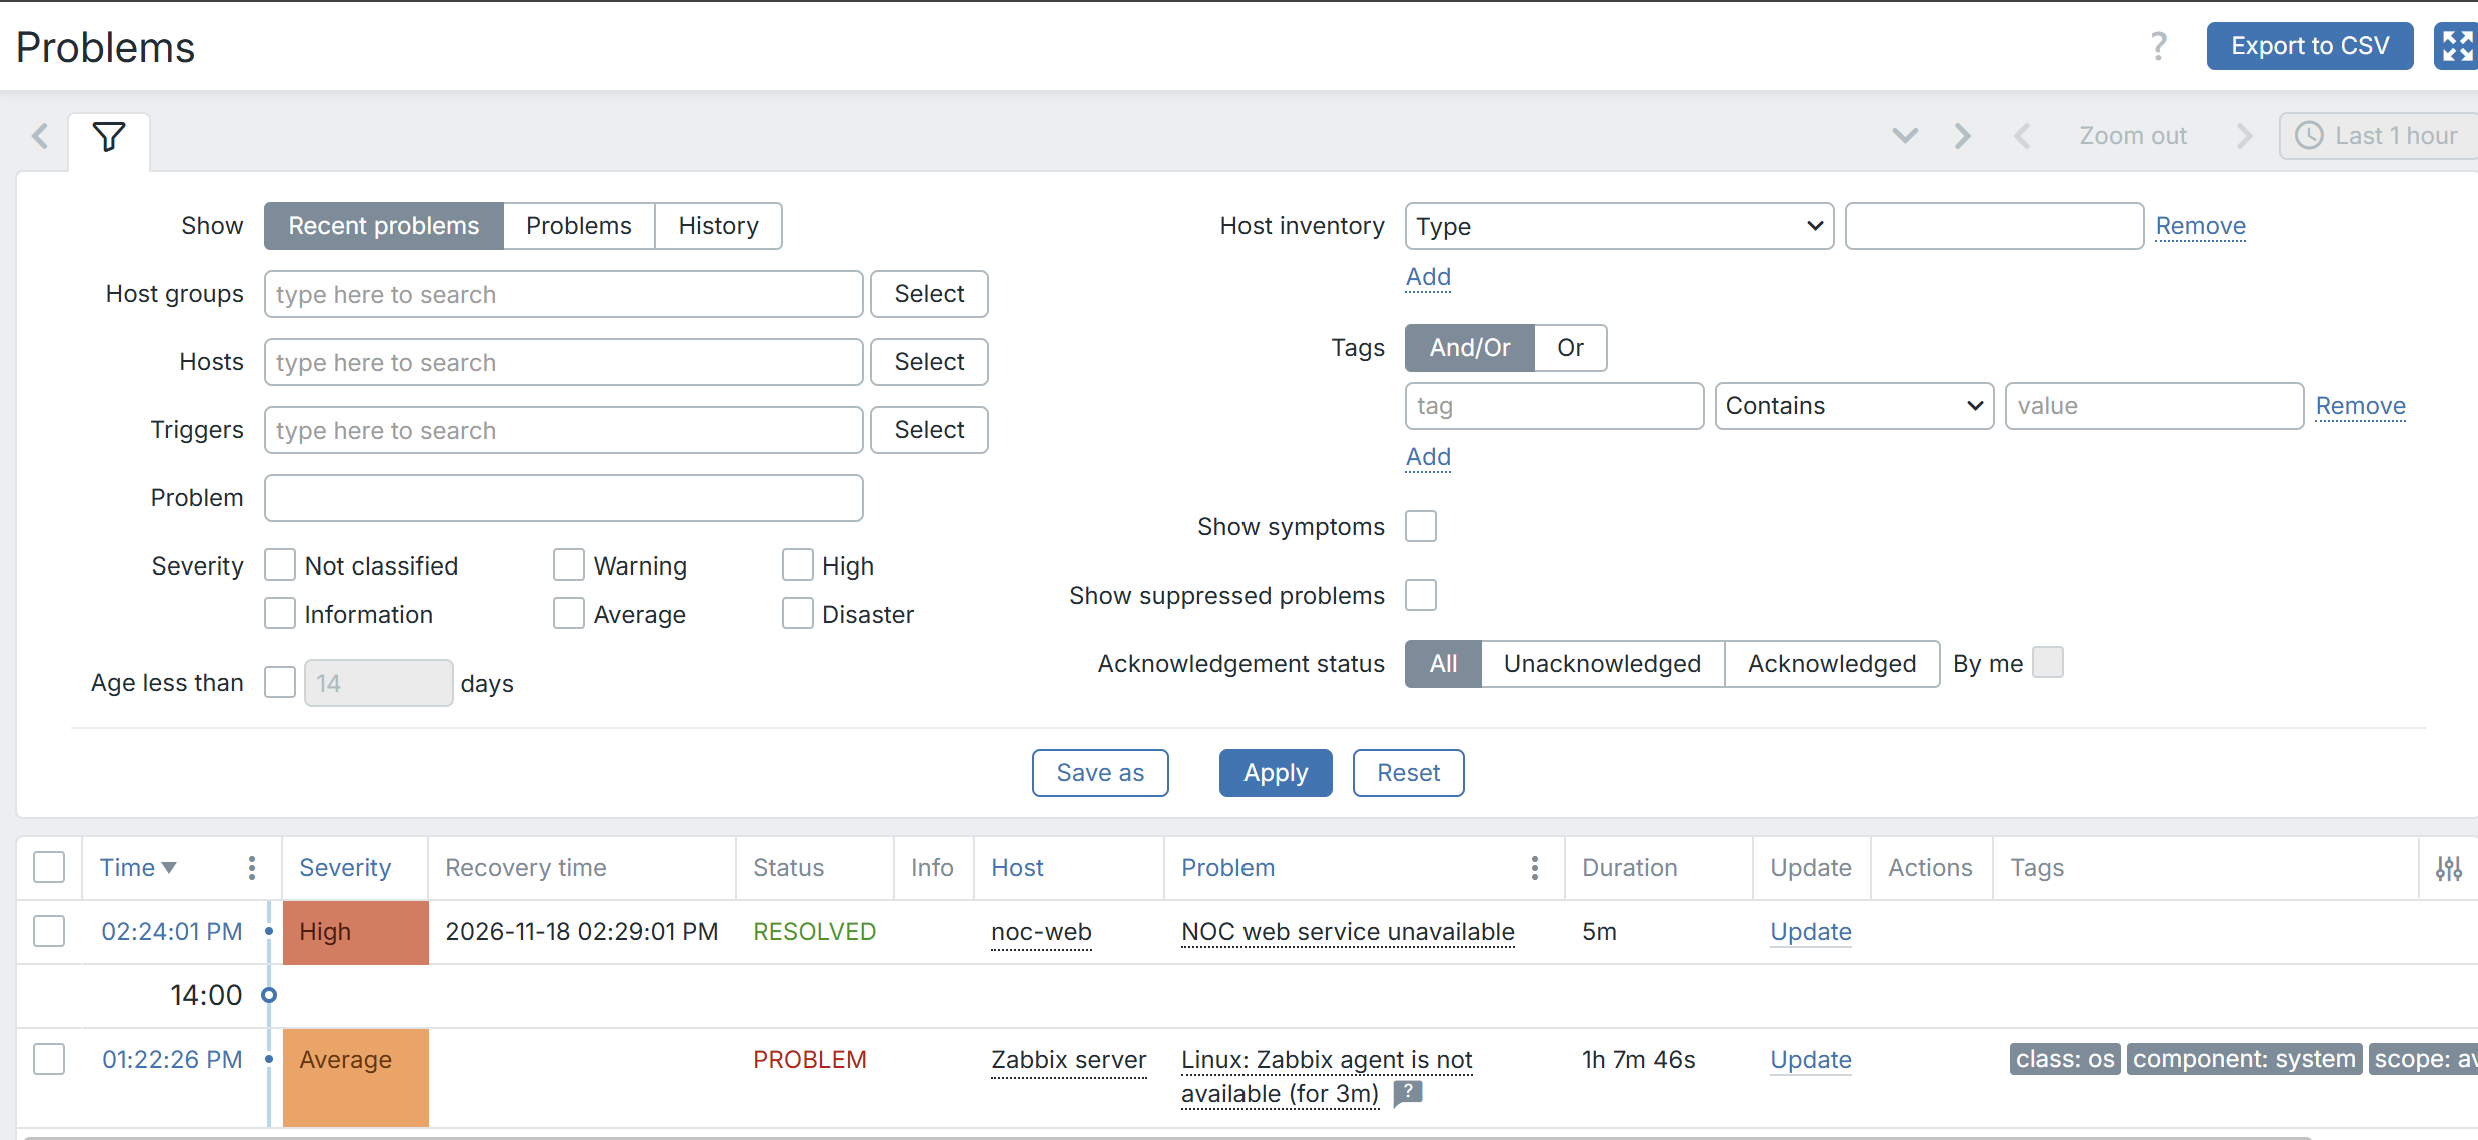 Problems
? Export to CSV
Zoom out Last 1 hour
Show Recent problems Problems History
Host groups type here to search Select
Hosts type here to search Select
Triggers type here to search Select
Problem
Severity Not classified Warning High
Information Average Disaster
Age less than 14 days
Host inventory Type Remove
Add
Tags And/Or Or
tag Contains value Remove
Add
Show symptoms
Show suppressed problems
Acknowledgement status All Unacknowledged Acknowledged By me
Save as Apply Reset
Time Severity Recovery time Status Info Host Problem Duration Update Actions Tags
02:24:01 PM High 2026-11-18 02:29:01 PM RESOLVED noc-web NOC web service unavailable 5m Update
14:00
01:22:26 PM Average PROBLEM Zabbix server Linux: Zabbix agent is not 1h 7m 46s Update class: os component: system scope:
available (for 3m) ?